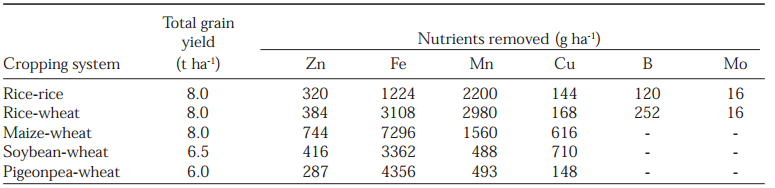 Total grain
yield Nutrients removed (g ha-1)
Cropping system (t ha-1) Zn Fe Mn Cu B Mo
Rice-rice 8.0 320 1224 2200 144 120 16
Rice-wheat 8.0 384 3108 2980 168 252 16
Maize-wheat 8.0 744 7296 1560 616 - -
Soybean-wheat 6.5 416 3362 488 710 - -
Pigeonpea-wheat 6.0 287 4356 493 148 - -